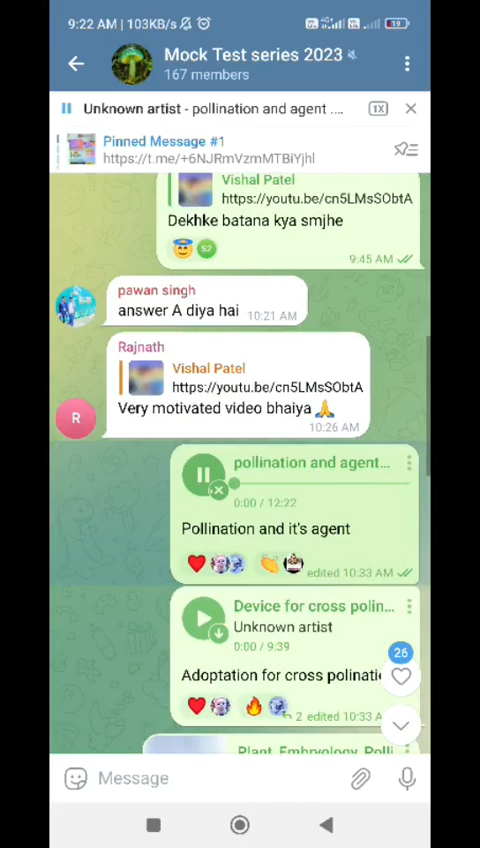 9:22 AM | 103KB/s
19
Mock Test series 2023
167 members
Unknown artist - pollination and agent ....
1X
Pinned Message #1
https://t.me/+6NJRmVzmMTBiYjhl
Vishal Patel
https://youtu.be/cn5LMsSObtA
Dekhke batana kya smjhe
S2
9:45 AM
pawan singh
answer A diya hai
10:21 AM
Rajnath
Vishal Patel
https://youtu.be/cn5LMsSObtA
Very motivated video bhaiya🙏
10:26 AM
R
pollination and agent...
0:00 / 12:22
Pollination and it's agent
edited 10:33 AM
Device for cross polin...
Unknown artist
0:00 / 9:39
26
Adoptation for cross polinati
2 edited 10:33 A
Plant Embryology Polli
Message